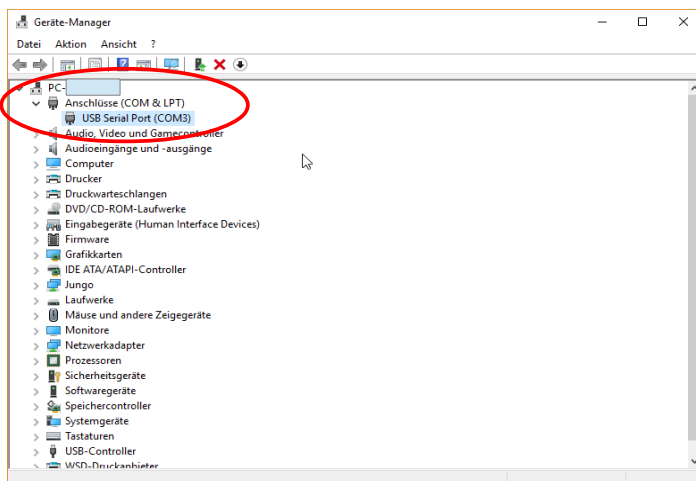 Geräte-Manager
Datei Aktion Ansicht ?
PC-
Anschlüsse (COM & LPT)
USB Serial Port (COM3)
Audio, Video und Gamecontroller
Audioeingänge und -ausgänge
Computer
Drucker
Druckwarteschlangen
DVD/CD-ROM-Laufwerke
Eingabegeräte (Human Interface Devices)
Firmware
Grafikkarten
IDE ATA/ATAPI-Controller
Jungo
Laufwerke
Mäuse und andere Zeigegeräte
Monitore
Netzwerkadapter
Prozessoren
Sicherheitsgeräte
Softwaregeräte
Speichercontroller
Systemgeräte
Tastaturen
USB-Controller
WSD-Druckanbieter